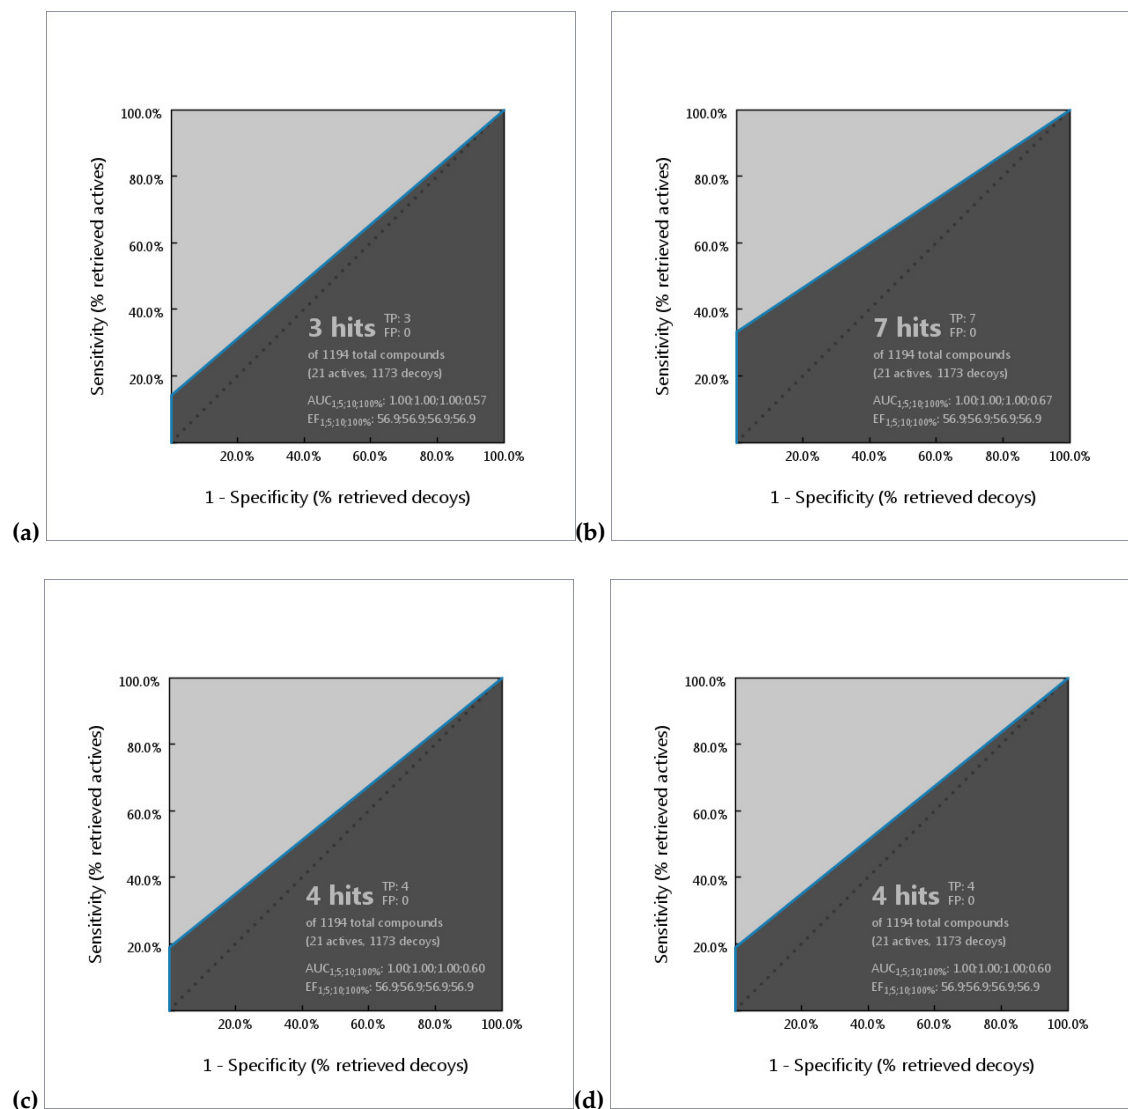 100.0%
80.0%
60.0%
40.0%
20.0%
Sensitivity (% retrieved actives)
3 hits TP: 3
FP: 0
of 1194 total compounds
(21 actives, 1173 decoys)
AUC1;5;10;100%: 1.00;1.00;1.00;0.57
EF1;5;10;100%: 56.9;56.9;56.9;56.9
20.0% 40.0% 60.0% 80.0% 100.0%
1 - Specificity (% retrieved decoys)
(a)
100.0%
80.0%
60.0%
40.0%
20.0%
Sensitivity (% retrieved actives)
7 hits TP: 7
FP: 0
of 1194 total compounds
(21 actives, 1173 decoys)
AUC1;5;10;100%: 1.00;1.00;1.00;0.67
EF1;5;10;100%: 56.9;56.9;56.9;56.9
20.0% 40.0% 60.0% 80.0% 100.0%
1 - Specificity (% retrieved decoys)
(b)
100.0%
80.0%
60.0%
40.0%
20.0%
Sensitivity (% retrieved actives)
4 hits TP: 4
FP: 0
of 1194 total compounds
(21 actives, 1173 decoys)
AUC1;5;10;100%: 1.00;1.00;1.00;0.60
EF1;5;10;100%: 56.9;56.9;56.9;56.9
20.0% 40.0% 60.0% 80.0% 100.0%
1 - Specificity (% retrieved decoys)
(c)
100.0%
80.0%
60.0%
40.0%
20.0%
Sensitivity (% retrieved actives)
4 hits TP: 4
FP: 0
of 1194 total compounds
(21 actives, 1173 decoys)
AUC1;5;10;100%: 1.00;1.00;1.00;0.60
EF1;5;10;100%: 56.9;56.9;56.9;56.9
20.0% 40.0% 60.0% 80.0% 100.0%
1 - Specificity (% retrieved decoys)
(d)